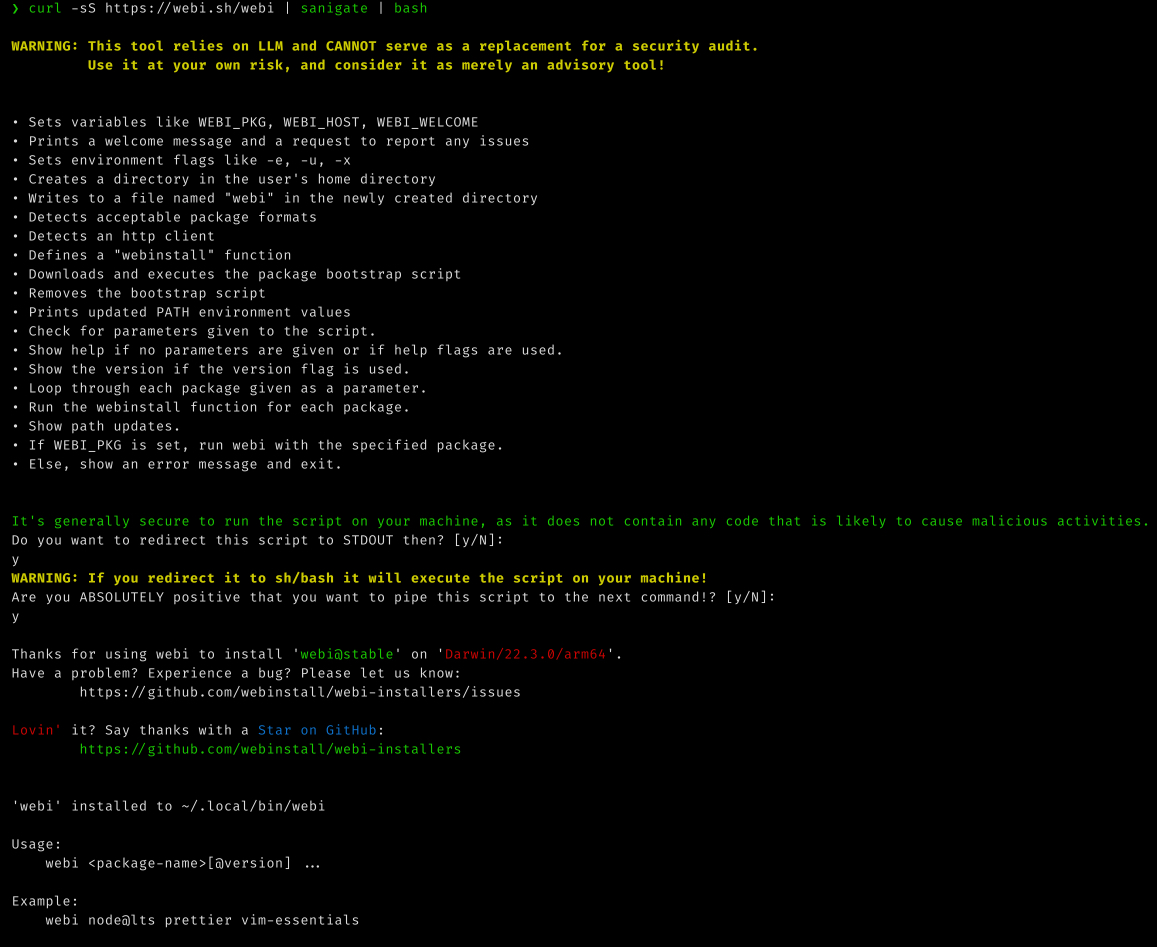 ❯ curl -sS https://webi.sh/webi | sanigate | bash
WARNING: This tool relies on LLM and CANNOT serve as a replacement for a security audit.
Use it at your own risk, and consider it as merely an advisory tool!
• Sets variables like WEBI_PKG, WEBI_HOST, WEBI_WELCOME
• Prints a welcome message and a request to report any issues
• Sets environment flags like -e, -u, -x
• Creates a directory in the user's home directory
• Writes to a file named "webi" in the newly created directory
• Detects acceptable package formats
• Detects an http client
• Defines a "webinstall" function
• Downloads and executes the package bootstrap script
• Removes the bootstrap script
• Prints updated PATH environment values
• Check for parameters given to the script.
• Show help if no parameters are given or if help flags are used.
• Show the version if the version flag is used.
• Loop through each package given as a parameter.
• Run the webinstall function for each package.
• Show path updates.
• If WEBI_PKG is set, run webi with the specified package.
• Else, show an error message and exit.
It's generally secure to run the script on your machine, as it does not contain any code that is likely to cause malicious activities.
Do you want to redirect this script to STDOUT then? [y/N]:
y
WARNING: If you redirect it to sh/bash it will execute the script on your machine!
Are you ABSOLUTELY positive that you want to pipe this script to the next command!? [y/N]:
y
Thanks for using webi to install 'webi@stable' on 'Darwin/22.3.0/arm64'.
Have a problem? Experience a bug? Please let us know:
https://github.com/webinstall/webi-installers/issues
Lovin' it? Say thanks with a Star on GitHub:
https://github.com/webinstall/webi-installers
'webi' installed to ~/.local/bin/webi
Usage:
webi <package-name>[@version] ...
Example:
webi node@lts prettier vim-essentials